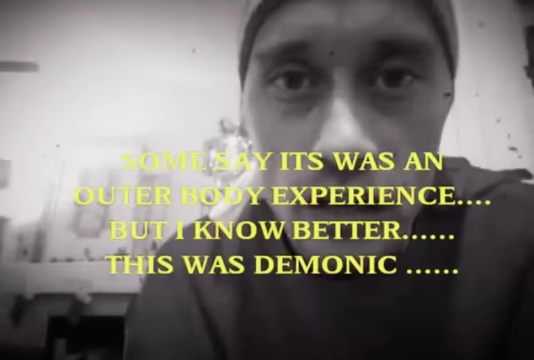 SOME SAY ITS WAS AN
OUTER BODY EXPERIENCE....
BUT I KNOW BETTER......
THIS WAS DEMONIC ......